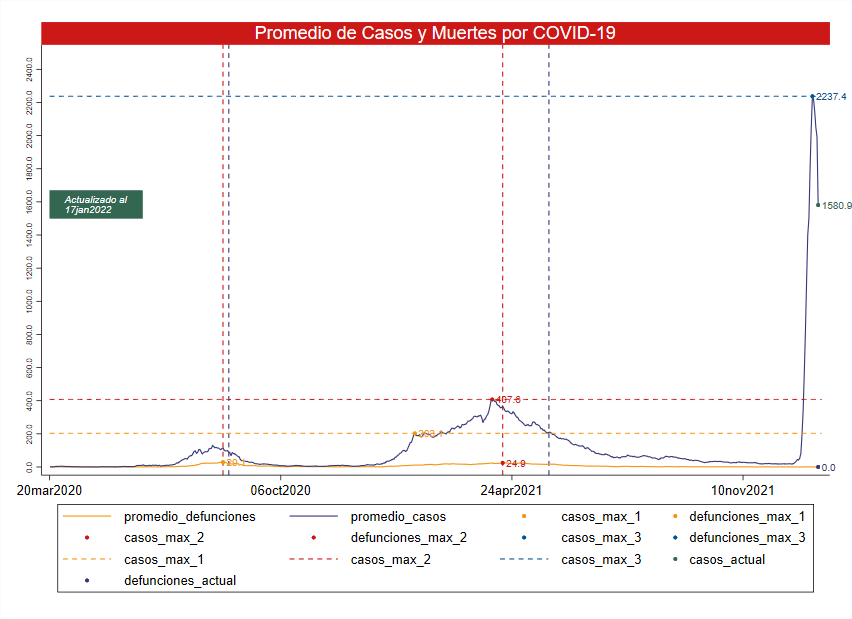 Promedio de Casos y Muertes por COVID-19
2400.0
2200.0
2000.0
1800.0
1600.0
1400.0
1200.0
1000.0
800.0
600.0
400.0
200.0
0.0
2237.4
Actualizado al
17jan2022
1580.9
407.6
24.9
0.0
20mar2020
06oct2020
24apr2021
10nov2021
promedio_defunciones
promedio_casos
casos_max_1
defunciones_max_1
casos_max_2
defunciones_max_2
casos_max_3
defunciones_max_3
casos_max_1
casos_max_2
casos_max_3
casos_actual
defunciones_actual